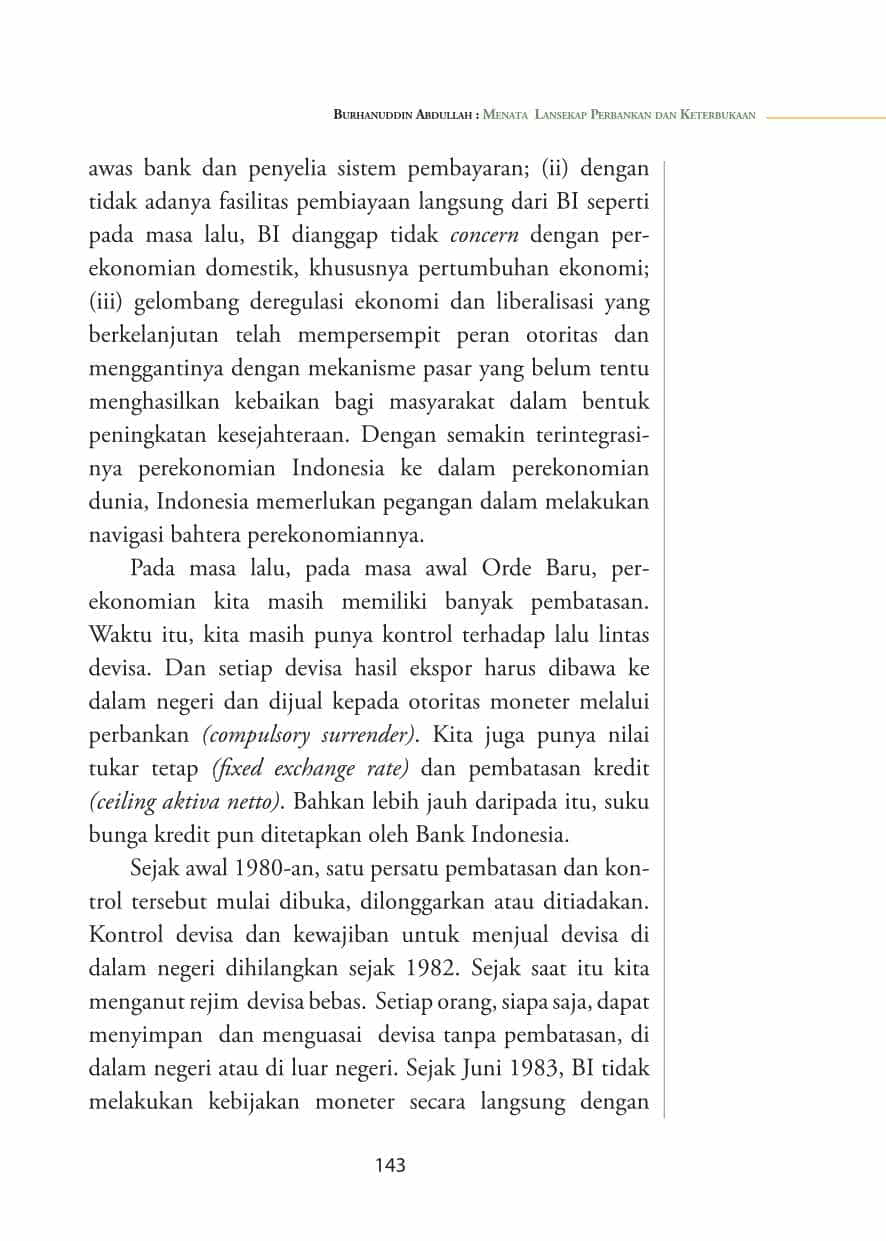 Burhanuddin Abdullah : Menata Lansekap Perbankan dan Keterbukaan
awas bank dan penyelia sistem pembayaran; (ii) dengan
tidak adanya fasilitas pembiayaan langsung dari BI seperti
pada masa lalu, BI dianggap tidak concern dengan per-
ekonomian domestik, khususnya pertumbuhan ekonomi;
(iii) gelombang deregulasi ekonomi dan liberalisasi yang
berkelanjutan telah mempersempit peran otoritas dan
menggantinya dengan mekanisme pasar yang belum tentu
menghasilkan kebaikan bagi masyarakat dalam bentuk
peningkatan kesejahteraan. Dengan semakin terintegrasi-
nya perekonomian Indonesia ke dalam perekonomian
dunia, Indonesia memerlukan pegangan dalam melakukan
navigasi bahtera perekonomiannya.
Pada masa lalu, pada masa awal Orde Baru, per-
ekonomian kita masih memiliki banyak pembatasan.
Waktu itu, kita masih punya kontrol terhadap lalu lintas
devisa. Dan setiap devisa hasil ekspor harus dibawa ke
dalam negeri dan dijual kepada otoritas moneter melalui
perbankan (compulsory surrender). Kita juga punya nilai
tukar tetap (fixed exchange rate) dan pembatasan kredit
(ceiling aktiva netto). Bahkan lebih jauh daripada itu, suku
bunga kredit pun ditetapkan oleh Bank Indonesia.
Sejak awal 1980-an, satu persatu pembatasan dan kon-
trol tersebut mulai dibuka, dilonggarkan atau ditiadakan.
Kontrol devisa dan kewajiban untuk menjual devisa di
dalam negeri dihilangkan sejak 1982. Sejak saat itu kita
menganut rejim devisa bebas. Setiap orang, siapa saja, dapat
menyimpan dan menguasai devisa tanpa pembatasan, di
dalam negeri atau di luar negeri. Sejak Juni 1983, BI tidak
melakukan kebijakan moneter secara langsung dengan
143